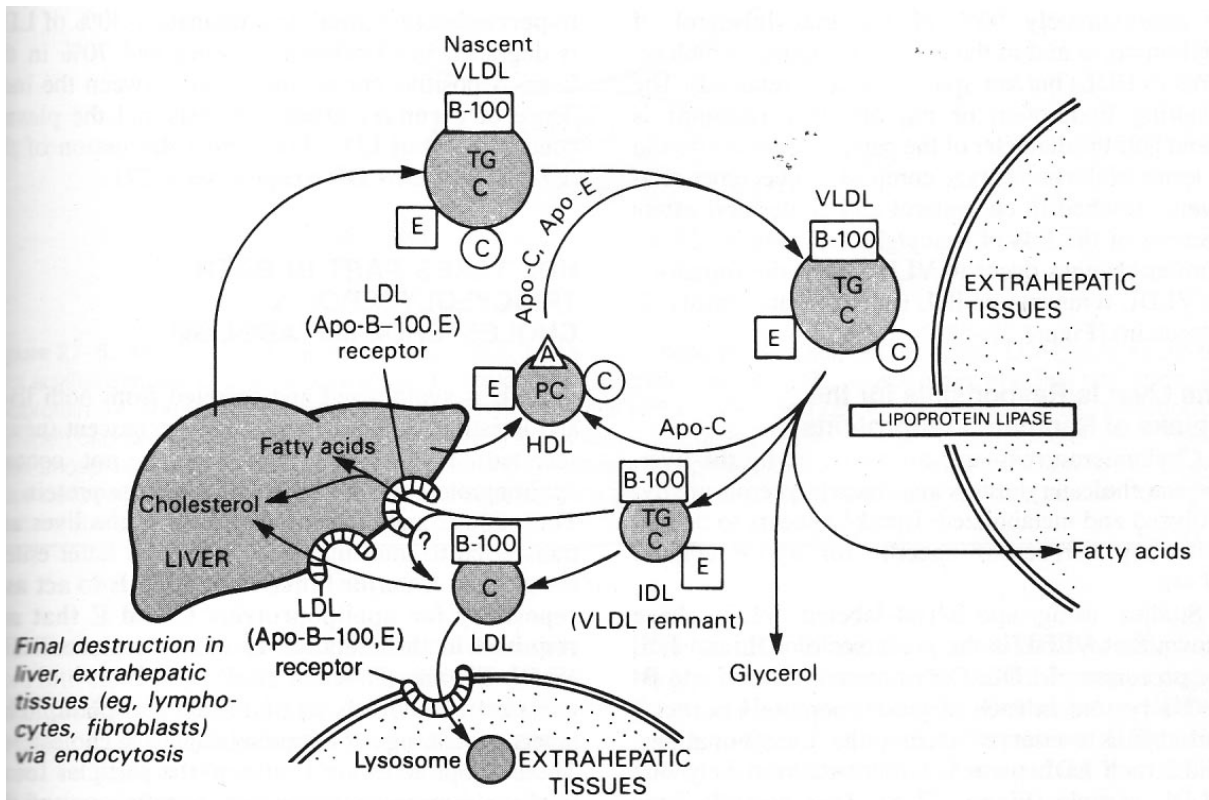 Nascent
VLDL
B-100
TG
C
E
C
Apo-C, Apo-E
VLDL
B-100
TG
C
E
C
EXTRAHEPATIC
TISSUES
LDL
(Apo-B–100,E)
receptor
A
E
PC
C
HDL
Apo-C
LIPOPROTEIN LIPASE
Fatty acids
Cholesterol
LIVER
?
B-100
C
LDL
B-100
TG
C
E
IDL
(VLDL remnant)
Fatty acids
LDL
(Apo-B–100,E)
receptor
Glycerol
Final destruction in
liver, extrahepatic
tissues (eg, lympho-
cytes, fibroblasts)
via endocytosis
Lysosome
EXTRAHEPATIC
TISSUES